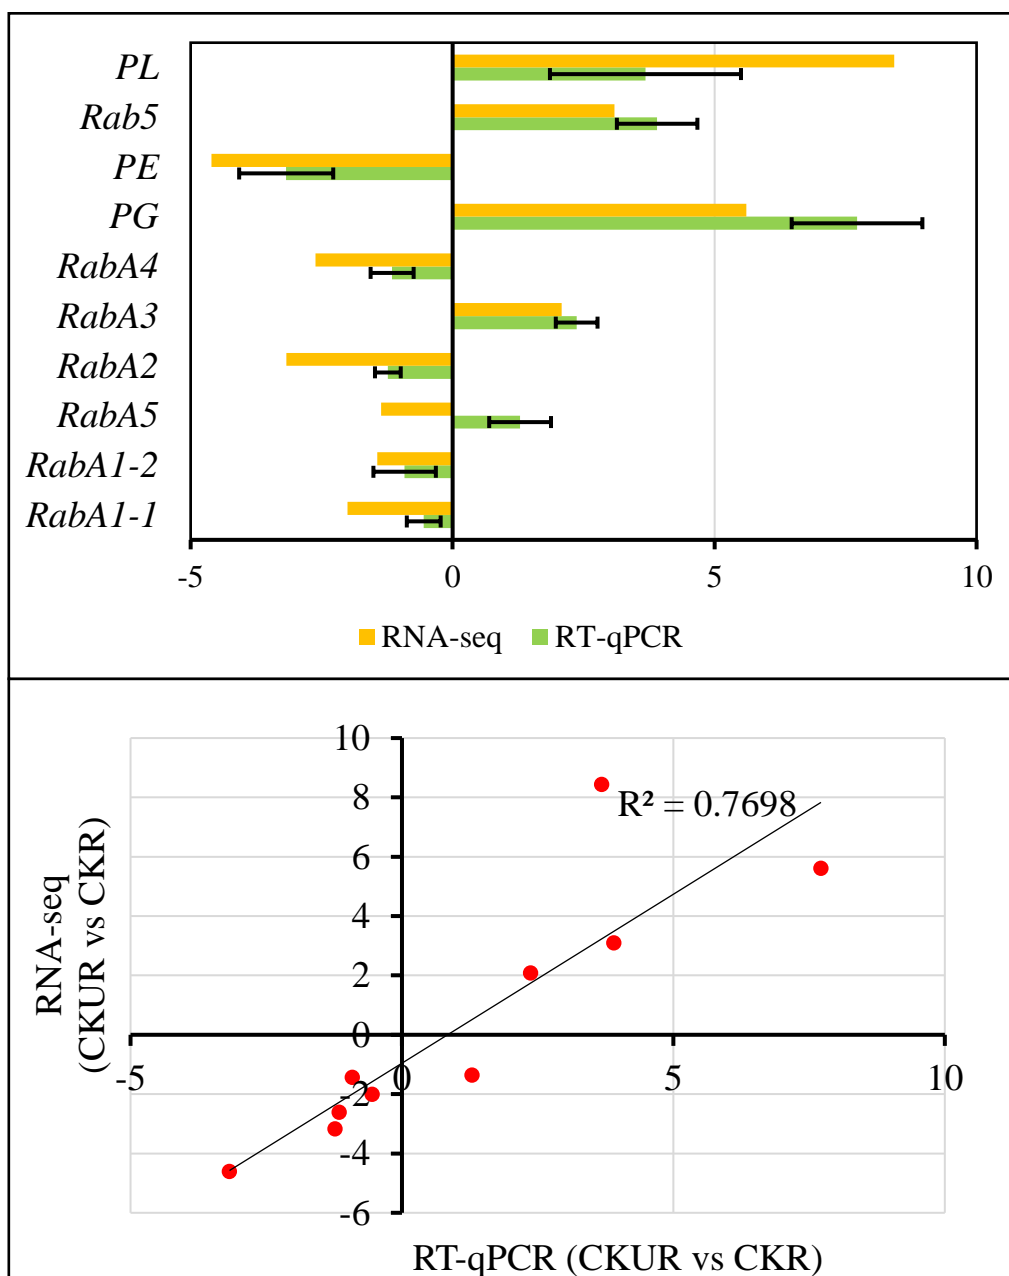 PL
Rab5
PE
PG
RabA4
RabA3
RabA2
RabA5
RabA1-2
RabA1-1
-5 0 5 10
RNA-seq RT-qPCR
10
8
R² = 0.7698
6
4
2
0
-5 0 5 10
-2
-4
-6
RNA-seq
(CKUR vs CKR)
RT-qPCR (CKUR vs CKR)